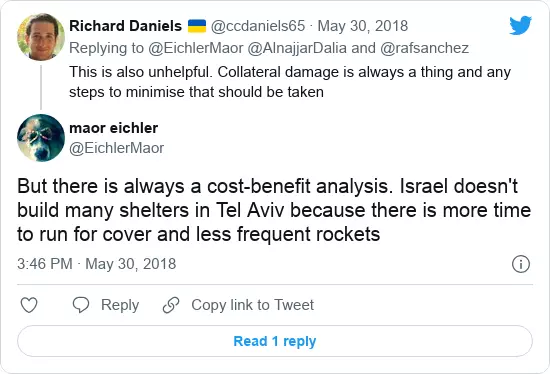 Richard Daniels 🇺🇦 @ccdaniels65 · May 30, 2018
Replying to @EichlerMaor @AlnajjarDalia and @rafsanchez
This is also unhelpful. Collateral damage is always a thing and any
steps to minimise that should be taken
maor eichler
@EichlerMaor
But there is always a cost-benefit analysis. Israel doesn't
build many shelters in Tel Aviv because there is more time
to run for cover and less frequent rockets
3:46 PM · May 30, 2018
Reply Copy link to Tweet
Read 1 reply